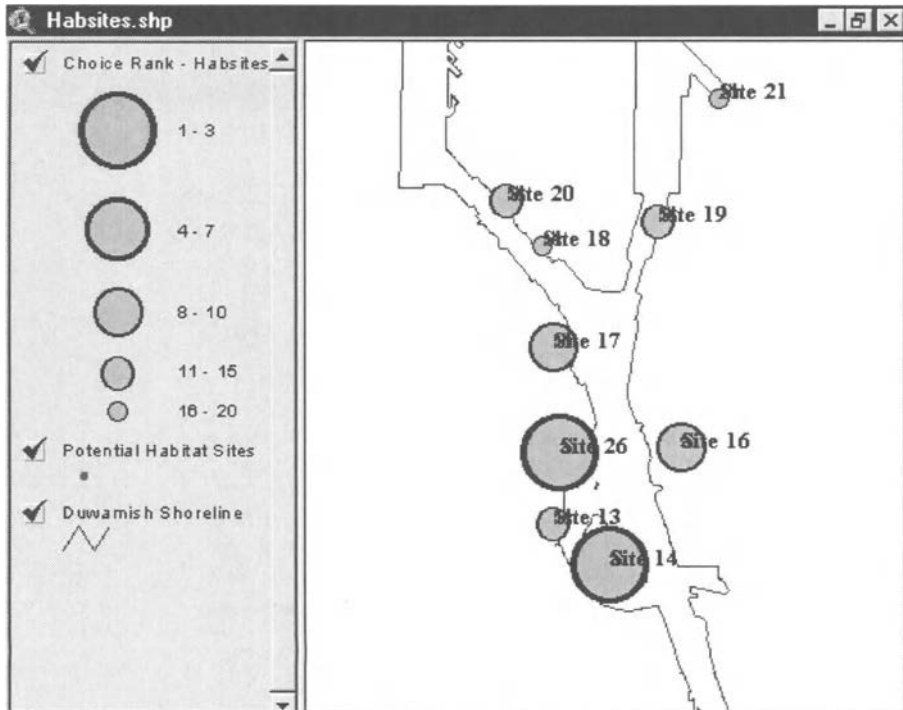 Habsites.shp
Choice Rank - Habsites
1 - 3
4 - 7
8 - 10
11 - 15
16 - 20
Potential Habitat Sites
Duwamish Shoreline
Site 21
Site 20
Site 19
Site 18
Site 17
Site 26
Site 16
Site 13
Site 14